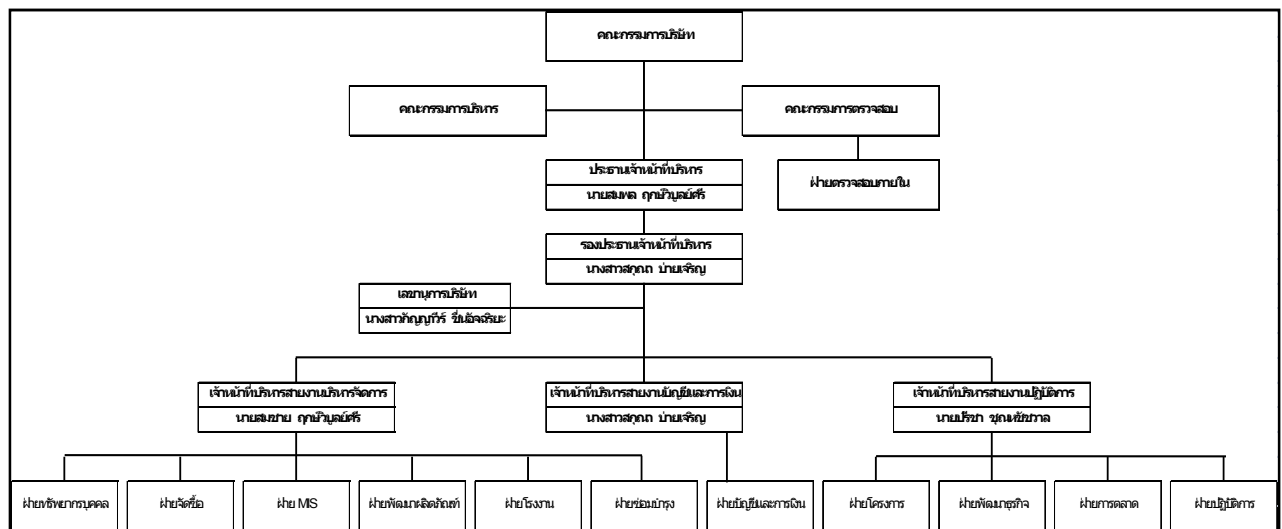 คณะกรรมการบริษัท
คณะกรรมการบริหาร
คณะกรรมการตรวจสอบ
ประธานเจ้าหน้าที่บริหาร
นายสมพล ฤกษ์วิบูลย์ศรี
ฝ่ายตรวจสอบภายใน
รองประธานเจ้าหน้าที่บริหาร
นางสาวสกุณา บ่ายเจริญ
เลขานุการบริษัท
นางสาวกัญญาวีร์ ชื่นอัจฉริยะ
เจ้าหน้าที่บริหารสายงานบริหารจัดการ
นายสมชาย ฤกษ์วิบูลย์ศรี
เจ้าหน้าที่บริหารสายงานบัญชีและการเงิน
นางสาวสกุณา บ่ายเจริญ
เจ้าหน้าที่บริหารสายงานปฏิบัติการ
นายปรีชา ชุณหชัชวาล
ฝ่ายทรัพยากรบุคคล
ฝ่ายจัดซื้อ
ฝ่าย MIS
ฝ่ายพัฒนาผลิตภัณฑ์
ฝ่ายโรงงาน
ฝ่ายซ่อมบำรุง
ฝ่ายบัญชีและการเงิน
ฝ่ายโครงการ
ฝ่ายพัฒนาธุรกิจ
ฝ่ายการตลาด
ฝ่ายปฏิบัติการ